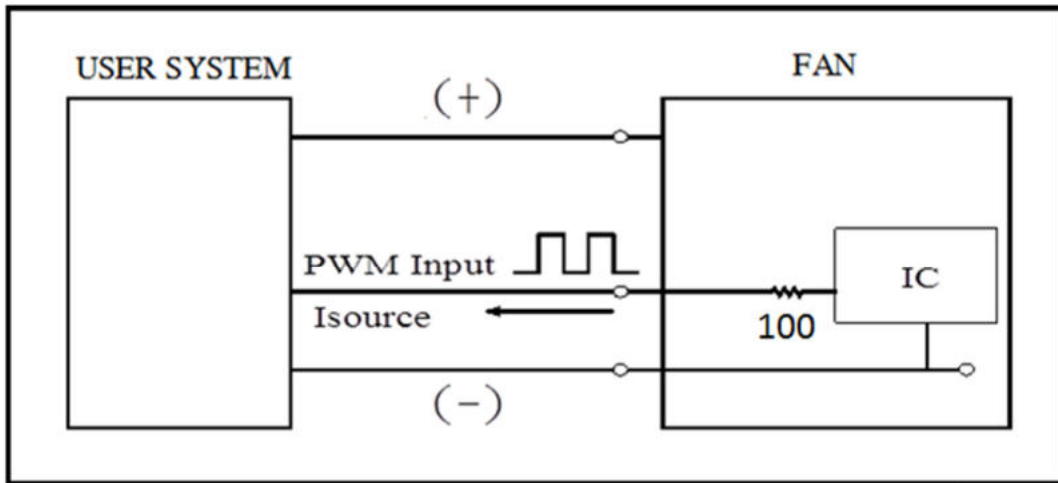 USER SYSTEM
FAN
(+)
PWM Input
IC
Isource
100
(-)